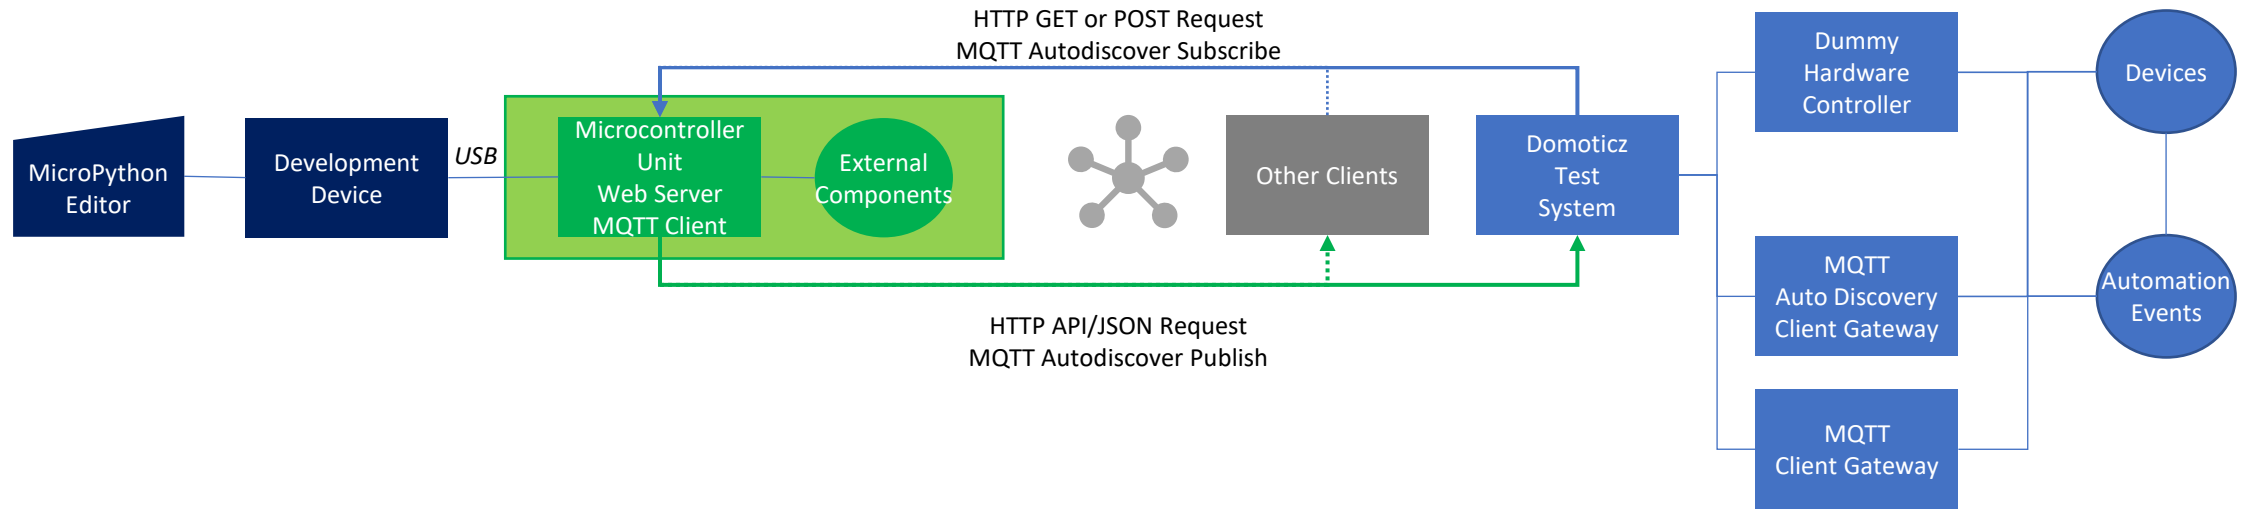 HTTP GET or POST Request
MQTT Autodiscover Subscribe
MicroPython
Editor
Development
Device
USB
Microcontroller
Unit
Web Server
MQTT Client
External
Components
Other Clients
Domoticz
Test
System
Dummy
Hardware
Controller
Devices
MQTT
Auto Discovery
Client Gateway
Automation
Events
MQTT
Client Gateway
HTTP API/JSON Request
MQTT Autodiscover Publish